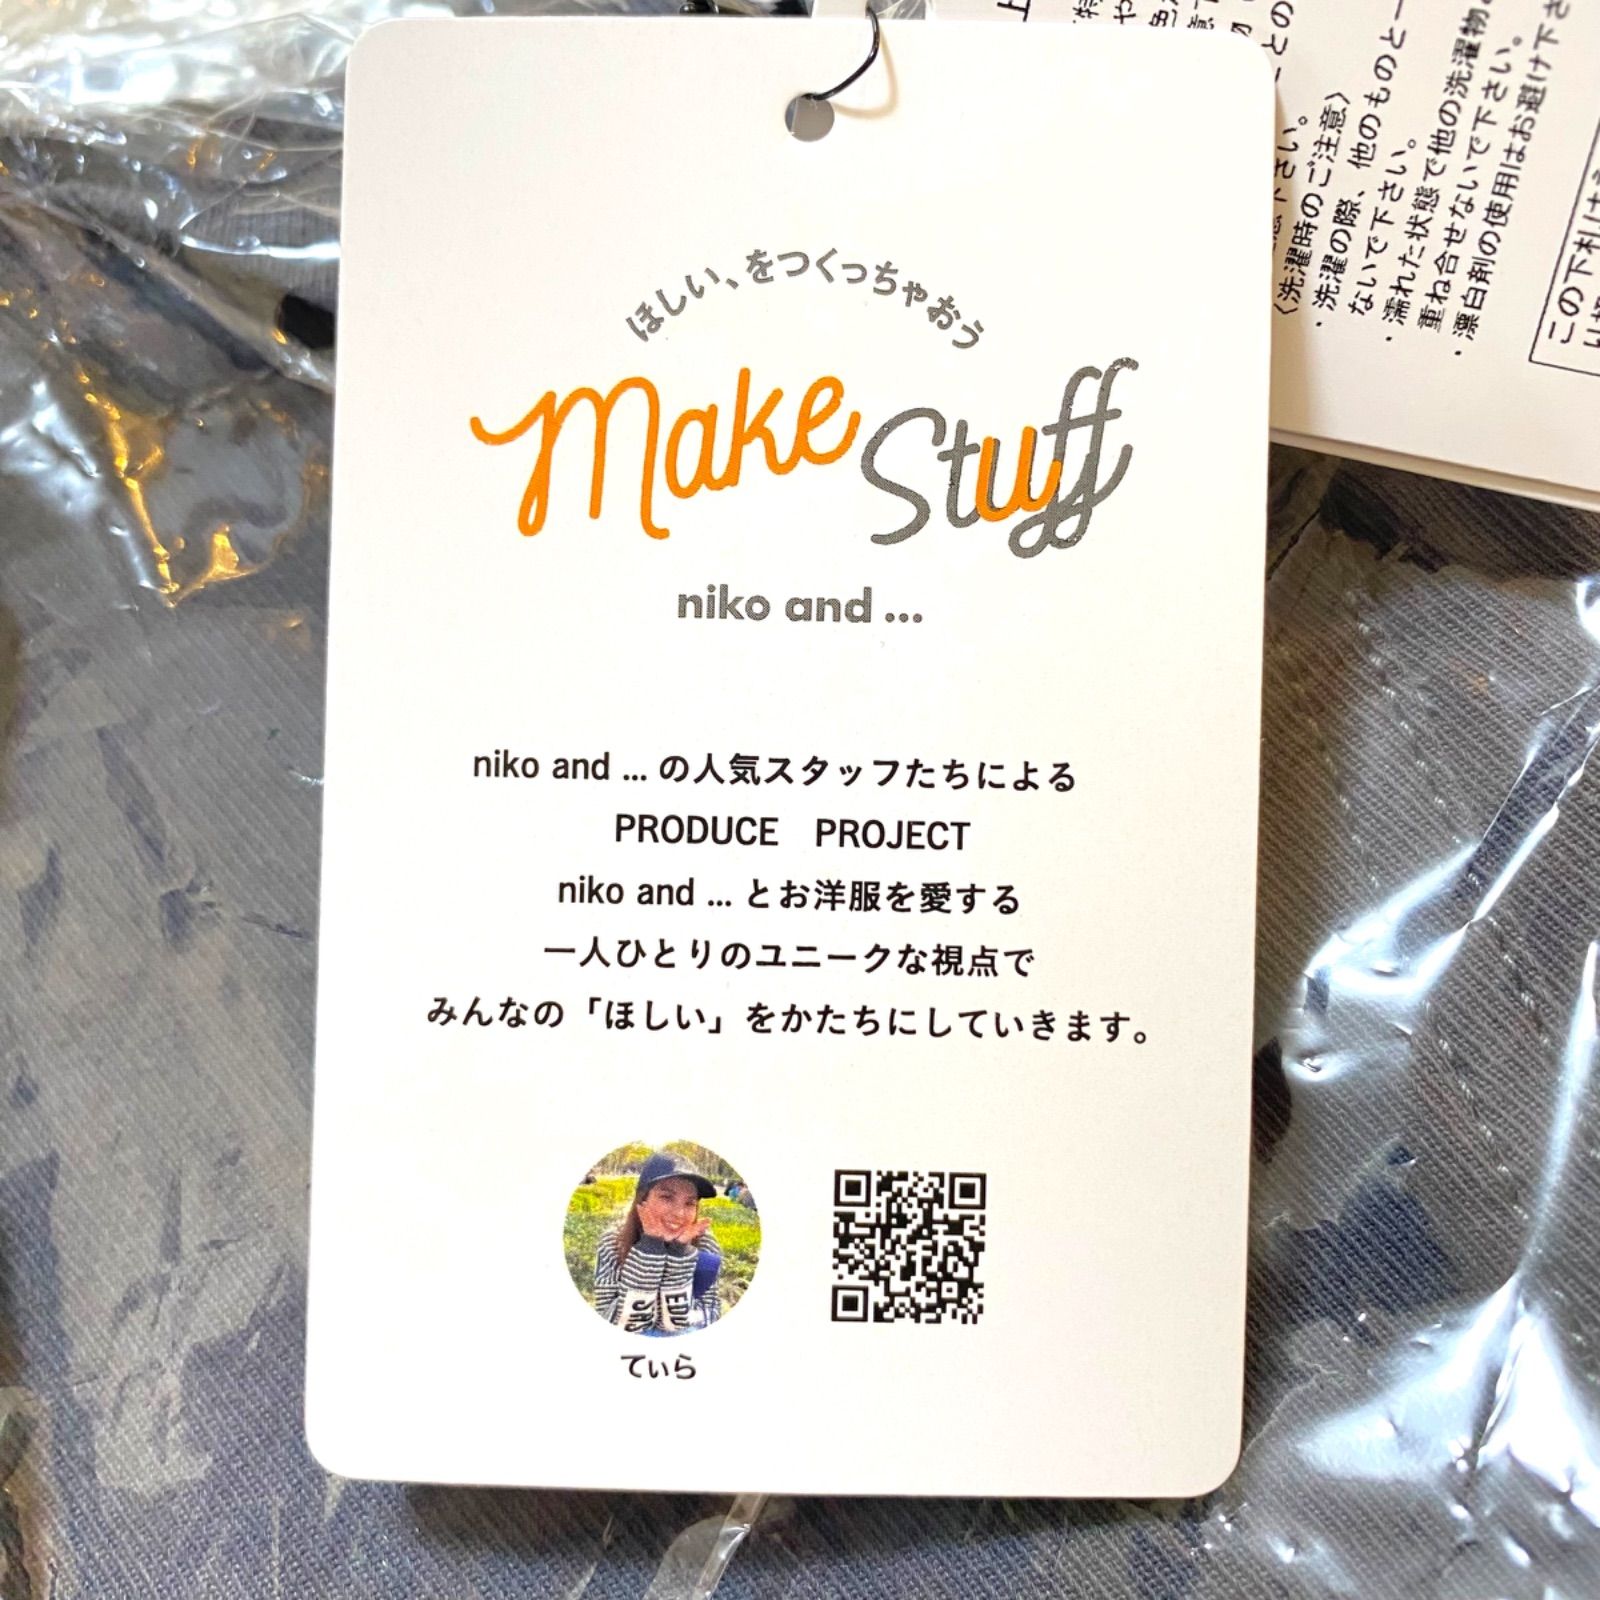 ほしい、をつくっちゃおう
Make Stuff
niko and ...
niko and ... の人気スタッフたちによる
PRODUCE PROJECT
niko and ... とお洋服を愛する
一人ひとりのユニークな視点で
みんなの「ほしい」をかたちにしていきます。
てぃら
〈洗濯時のご注意〉
・洗濯の際、他のものと一
ないで下さい。
・濡れた状態で他の洗濯物
重ね合せないで下さい。
・漂白剤の使用はお避け下さ
この下札は